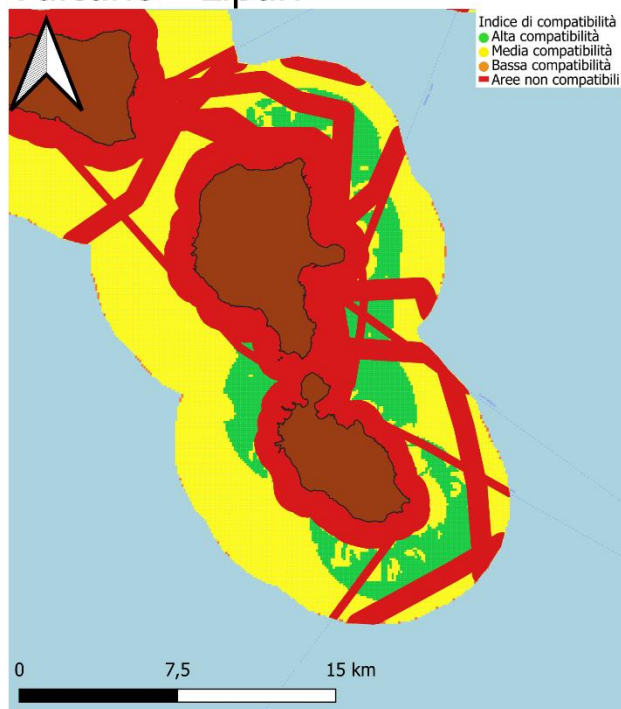 Indice di compatibilità
Alta compatibilità
Media compatibilità
Bassa compatibilità
Aree non compatibili
0 7,5 15 km